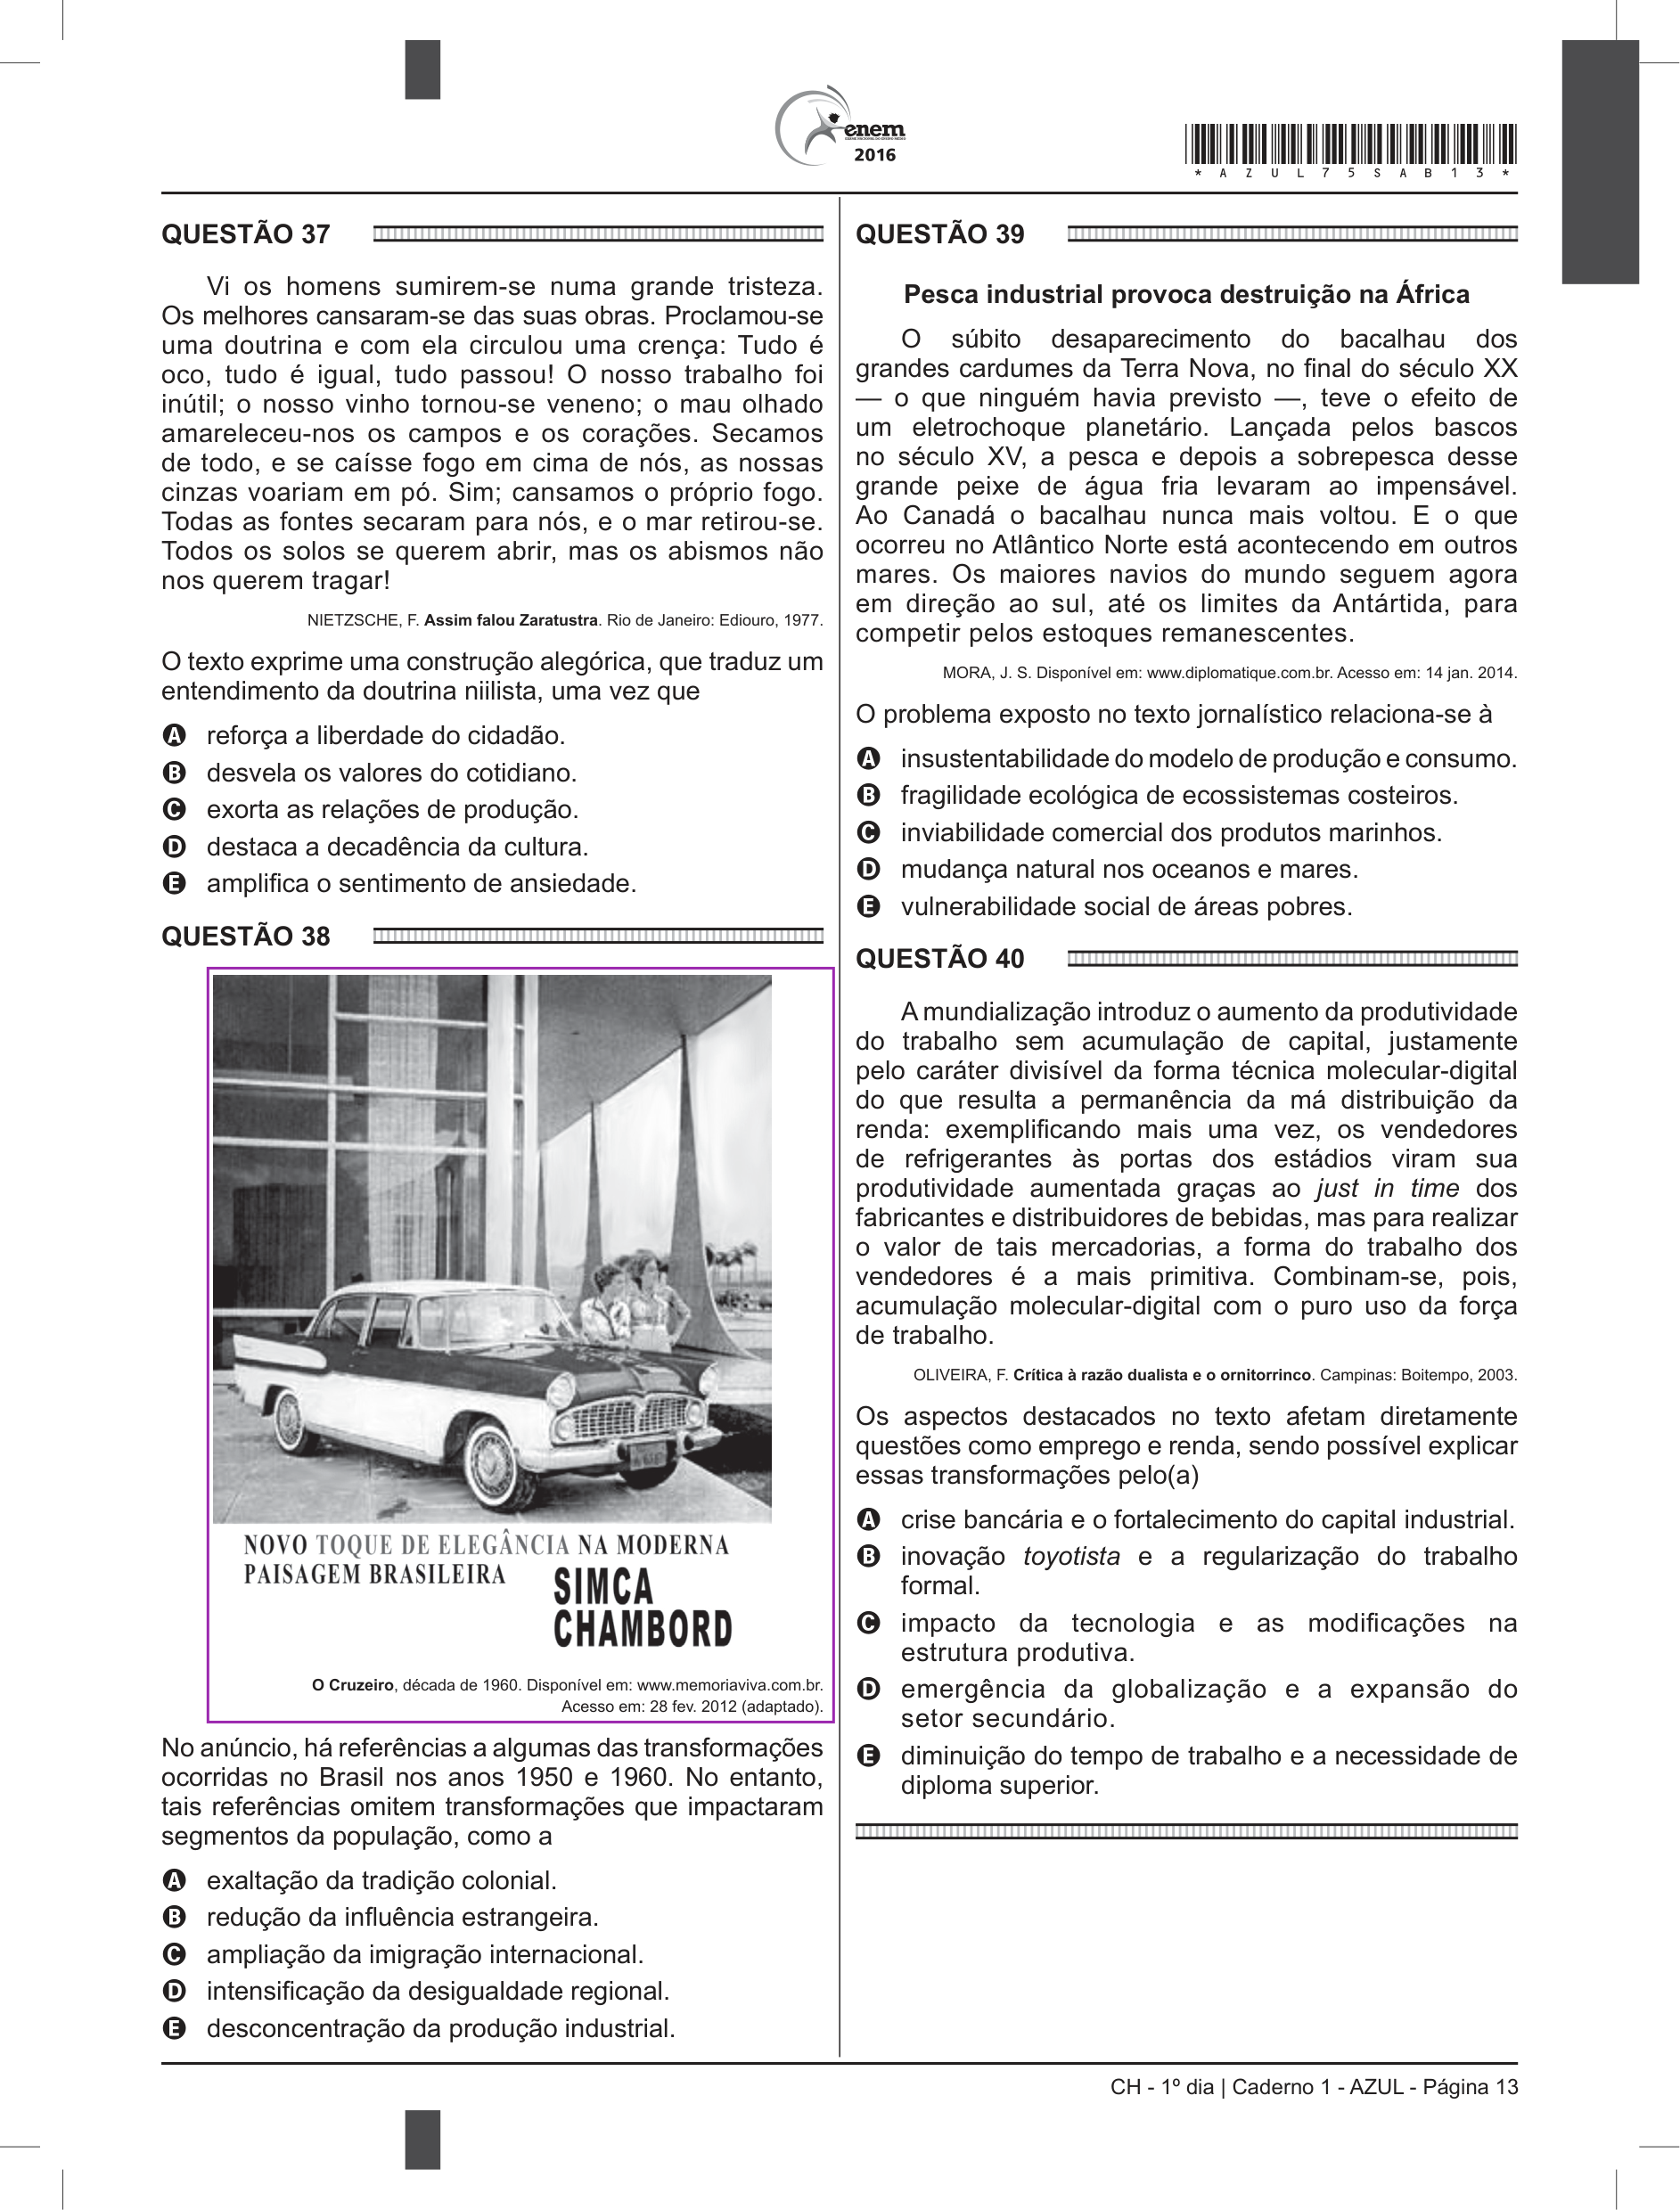 enem
2016
*AZUL75SAB13*
QUESTÃO 37
Vi os homens sumirem-se numa grande tristeza.
Os melhores cansaram-se das suas obras. Proclamou-se
uma doutrina e com ela circulou uma crença: Tudo é
oco, tudo é igual, tudo passou! O nosso trabalho foi
inútil; o nosso vinho tornou-se veneno; o mau olhado
amareleceu-nos os campos e os corações. Secamos
de todo, e se caísse fogo em cima de nós, as nossas
cinzas voariam em pó. Sim; cansamos o próprio fogo.
Todas as fontes secaram para nós, e o mar retirou-se.
Todos os solos se querem abrir, mas os abismos não
nos querem tragar!
NIETZSCHE, F. Assim falou Zaratustra. Rio de Janeiro: Ediouro, 1977.
O texto exprime uma construção alegórica, que traduz um
entendimento da doutrina niilista, uma vez que
A reforça a liberdade do cidadão.
B desvela os valores do cotidiano.
C exorta as relações de produção.
D destaca a decadência da cultura.
E amplifica o sentimento de ansiedade.
QUESTÃO 38
NOVO TOQUE DE ELEGÂNCIA NA MODERNA
PAISAGEM BRASILEIRA
SIMCA
CHAMBORD
O Cruzeiro, década de 1960. Disponível em: www.memoriaviva.com.br.
Acesso em: 28 fev. 2012 (adaptado).
No anúncio, há referências a algumas das transformações
ocorridas no Brasil nos anos 1950 e 1960. No entanto,
tais referências omitem transformações que impactaram
segmentos da população, como a
A exaltação da tradição colonial.
B redução da influência estrangeira.
C ampliação da imigração internacional.
D intensificação da desigualdade regional.
E desconcentração da produção industrial.
QUESTÃO 39
Pesca industrial provoca destruição na África
O súbito desaparecimento do bacalhau dos
grandes cardumes da Terra Nova, no final do século XX
— o que ninguém havia previsto —, teve o efeito de
um eletrochoque planetário. Lançada pelos bascos
no século XV, a pesca e depois a sobrepesca desse
grande peixe de água fria levaram ao impensável.
Ao Canadá o bacalhau nunca mais voltou. E o que
ocorreu no Atlântico Norte está acontecendo em outros
mares. Os maiores navios do mundo seguem agora
em direção ao sul, até os limites da Antártida, para
competir pelos estoques remanescentes.
MORA, J. S. Disponível em: www.diplomatique.com.br. Acesso em: 14 jan. 2014.
O problema exposto no texto jornalístico relaciona-se à
A insustentabilidade do modelo de produção e consumo.
B fragilidade ecológica de ecossistemas costeiros.
C inviabilidade comercial dos produtos marinhos.
D mudança natural nos oceanos e mares.
E vulnerabilidade social de áreas pobres.
QUESTÃO 40
A mundialização introduz o aumento da produtividade
do trabalho sem acumulação de capital, justamente
pelo caráter divisível da forma técnica molecular-digital
do que resulta a permanência da má distribuição da
renda: exemplificando mais uma vez, os vendedores
de refrigerantes às portas dos estádios viram sua
produtividade aumentada graças ao just in time dos
fabricantes e distribuidores de bebidas, mas para realizar
o valor de tais mercadorias, a forma do trabalho dos
vendedores é a mais primitiva. Combinam-se, pois,
acumulação molecular-digital com o puro uso da força
de trabalho.
OLIVEIRA, F. Crítica à razão dualista e o ornitorrinco. Campinas: Boitempo, 2003.
Os aspectos destacados no texto afetam diretamente
questões como emprego e renda, sendo possível explicar
essas transformações pelo(a)
A crise bancária e o fortalecimento do capital industrial.
B inovação toyotista e a regularização do trabalho
formal.
C impacto da tecnologia e as modificações na
estrutura produtiva.
D emergência da globalização e a expansão do
setor secundário.
E diminuição do tempo de trabalho e a necessidade de
diploma superior.
CH - 1º dia | Caderno 1 - AZUL - Página 13